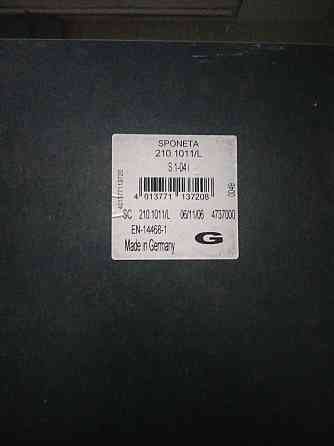 SPONETA
210.1011/L
S 1-04 i
4 013771 137208
SC 210.1011/L 06/11/06 4737000
EN-14468-1
Made in Germany
G